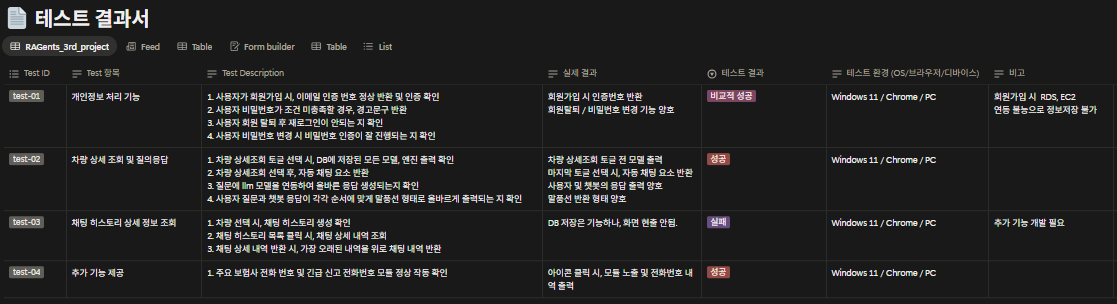 테스트 결과서
RAGents_3rd_project Feed Table Form builder Table List
Test ID Test 항목 Test Description 실제 결과 테스트 결과 테스트 환경 (OS/브라우저/디바이스) 비고
test-01 개인정보 처리 기능
1. 사용자가 회원가입 시, 이메일 인증 번호 정상 반환 및 인증 확인
2. 사용자 비밀번호가 조건 미충족할 경우, 경고문구 반환
3. 사용자 회원 탈퇴 후 재로그인이 안되는 지 확인
4. 사용자 비밀번호 변경 시 비밀번호 인증이 잘 진행되는 지 확인
회원가입 시 인증번호 반환
회원탈퇴 / 비밀번호 변경 기능 양호
비교적 성공
Windows 11 / Chrome / PC
회원가입 시 RDS, EC2
연동 불능으로 정보저장 불가
test-02 차량 상세 조회 및 질의응답
1. 차량 상세조회 토글 선택 시, DB에 저장된 모든 모델, 엔진 출력 확인
2. 차량 상세조회 선택 후, 자동 채팅 요소 반환
3. 질문에 llm 모델을 연동하여 올바른 응답 생성되는지 확인
4. 사용자 질문과 챗봇 응답이 각각 순서에 맞게 말풍선 형태로 올바르게 출력되는 지 확인
차량 상세조회 토글 전 모델 출력
마지막 토글 선택 시, 자동 채팅 요소 반환
사용자 및 챗봇의 응답 출력 양호
말풍선 반환 형태 양호
성공
Windows 11 / Chrome / PC
test-03 채팅 히스토리 상세 정보 조회
1. 차량 선택 시, 채팅 히스토리 생성 확인
2. 채팅 히스토리 목록 클릭 시, 채팅 상세 내역 조회
3. 채팅 상세 내역 반환 시, 가장 오래된 내역을 위로 채팅 내역 반환
DB 저장은 기능하나, 화면 현출 안됨.
실패
Windows 11 / Chrome / PC
추가 기능 개발 필요
test-04 추가 기능 제공
1. 주요 보험사 전화 번호 및 긴급 신고 전화번호 모듈 정상 작동 확인
아이콘 클릭 시, 모듈 노출 및 전화번호 내
역 출력
성공
Windows 11 / Chrome / PC